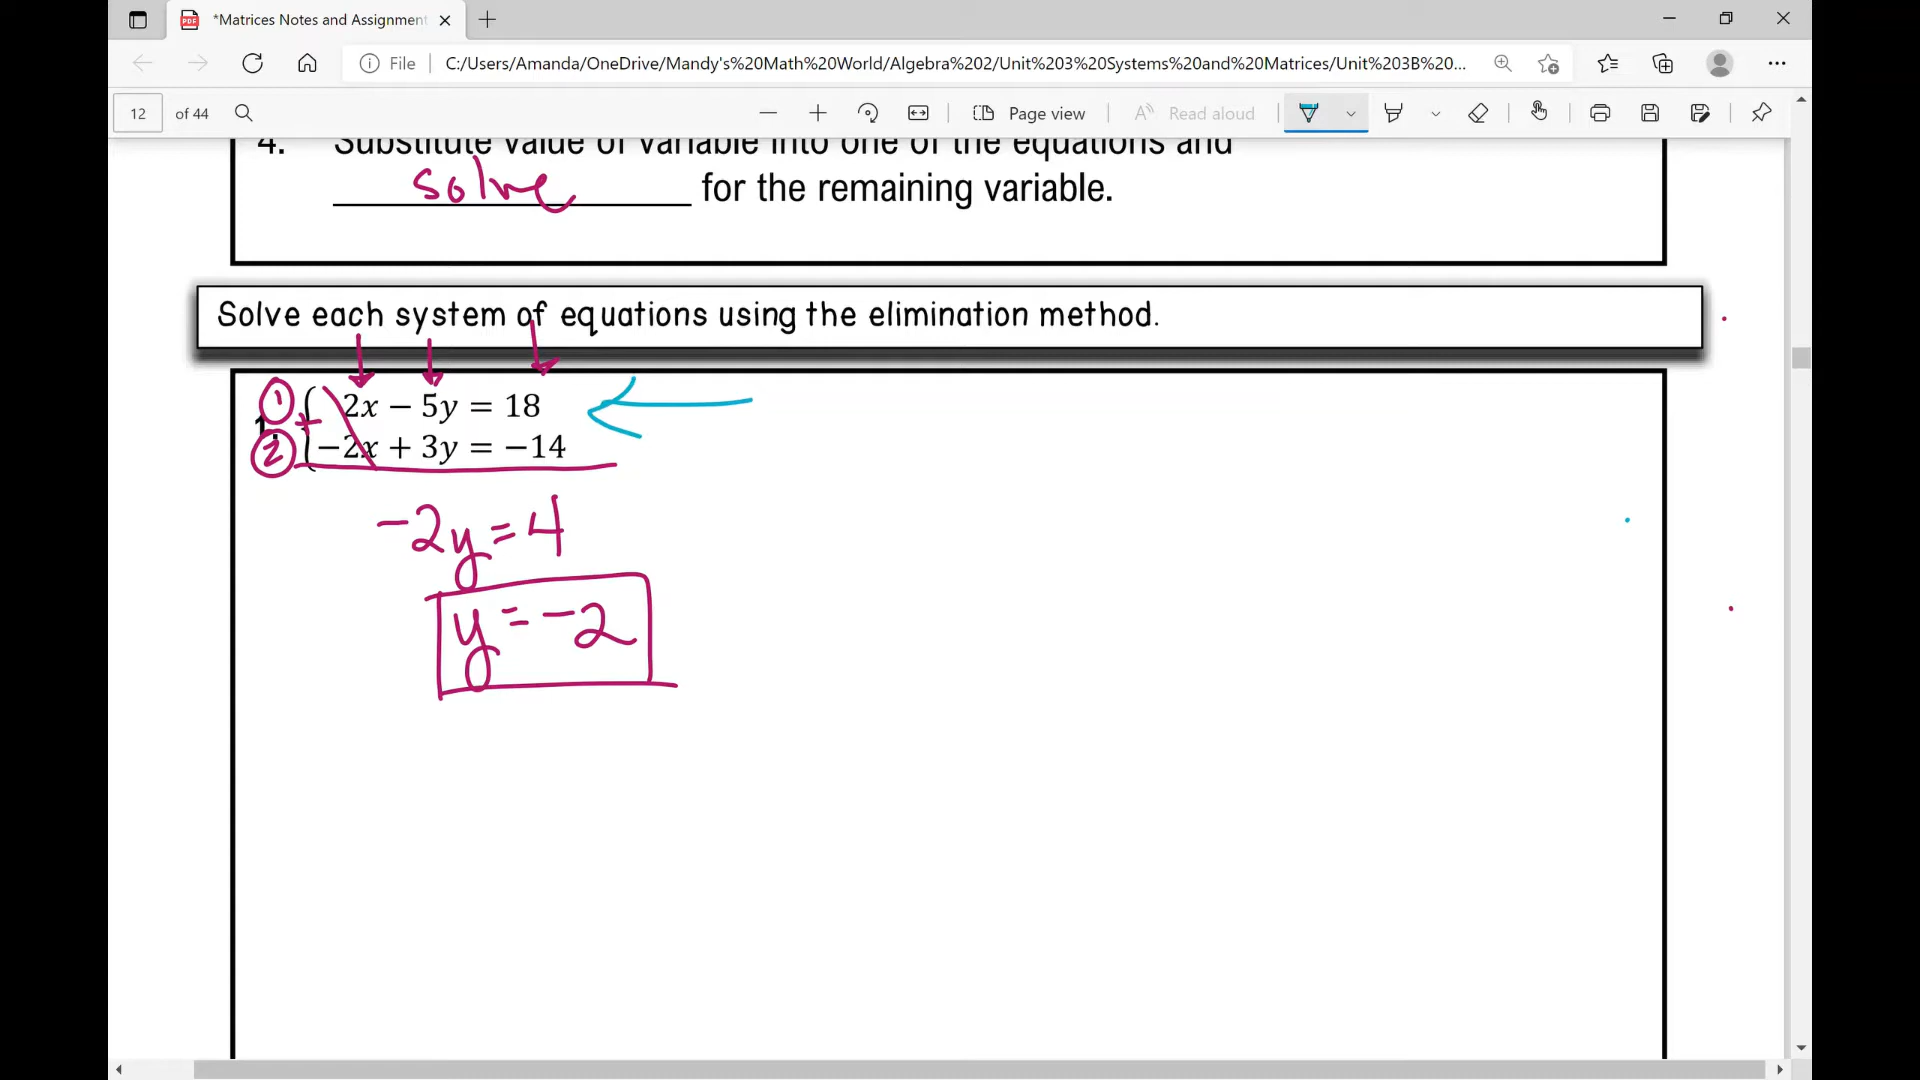 *Matrices Notes and Assignment
File
C:/Users/Amanda/OneDrive/Mandy's%20Math%20World/Algebra%202/Unit%203%20Systems%20and%20Matrices/Unit%203B%20...
12 of 44
Page view
Read aloud
4. Substitute value of variable into one of the equations and
solve for the remaining variable.
Solve each system of equations using the elimination method.
① 2x − 5y = 18
+
② −2x + 3y = −14
-2y = 4
y = -2